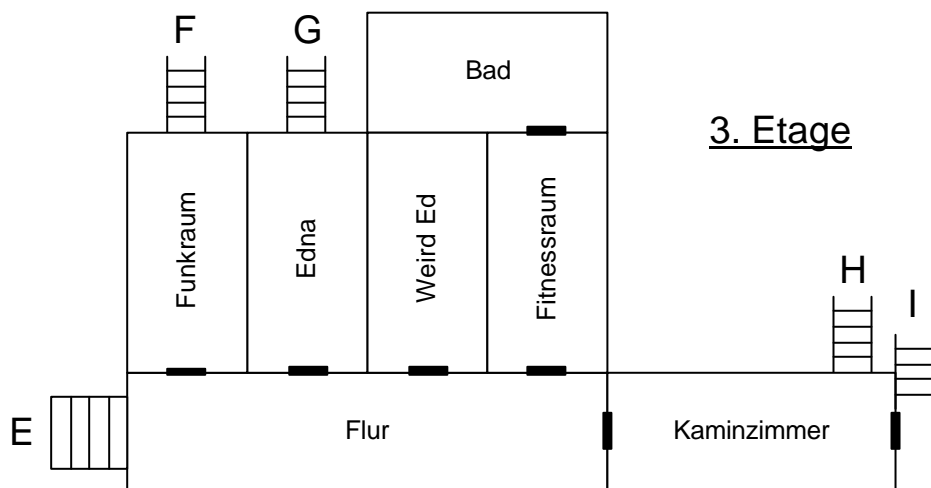 F
G
Bad
3. Etage
Funkraum
Edna
Weird Ed
Fitnessraum
H
I
E
Flur
Kaminzimmer